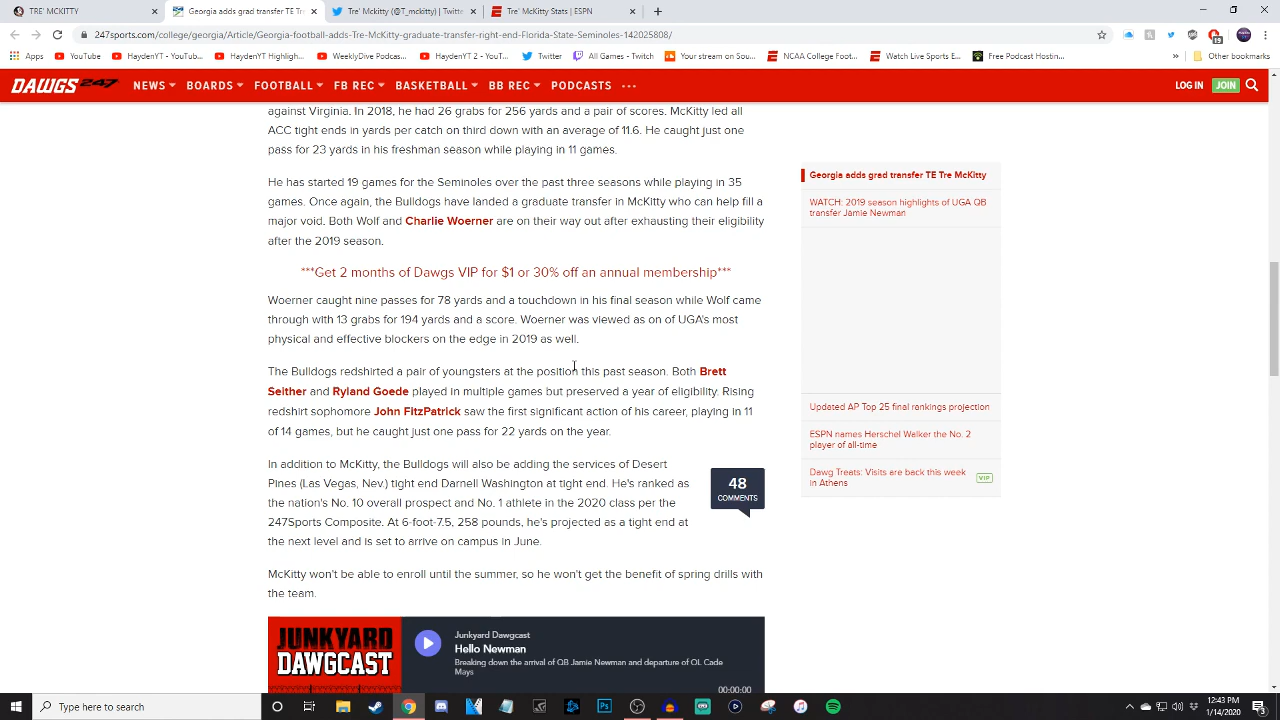 TRE' MCKITTY
Georgia adds grad transfer TE Tre
Tre' Mckitty (@T_mckitty) | Twitte
Tre' McKitty Stats | ESPN
247sports.com/college/georgia/Article/Georgia-football-adds-Tre-McKitty-graduate-transfer-right-end-Florida-State-Seminoles-142025808/
Apps YouTube HaydenYT - YouTub... HaydenYT Highligh... WeeklyDive Podcas... HaydenYT - YouTub... Twitter All Games - Twitch Your stream on Sou... NCAA College Foot... Watch Live Sports E... Free Podcast Hostin... » Other bookmarks
DAWGS 247 NEWS BOARDS FOOTBALL FB REC BASKETBALL BB REC PODCASTS ••• LOG IN JOIN
against Virginia. In 2018, he had 26 grabs for 256 yards and a pair of scores. McKitty led all
ACC tight ends in yards per catch on third down with an average of 11.6. He caught just one
pass for 23 yards in his freshman season while playing in 11 games.
He has started 19 games for the Seminoles over the past three seasons while playing in 35
games. Once again, the Bulldogs have landed a graduate transfer in McKitty who can help fill a
major void. Both Wolf and Charlie Woerner are on their way out after exhausting their eligibility
after the 2019 season.
***Get 2 months of Dawgs VIP for $1 or 30% off an annual membership***
Woerner caught nine passes for 78 yards and a touchdown in his final season while Wolf came
through with 13 grabs for 194 yards and a score. Woerner was viewed as on of UGA's most
physical and effective blockers on the edge in 2019 as well.
The Bulldogs redshirted a pair of youngsters at the position this past season. Both Brett
Seither and Ryland Goede played in multiple games but preserved a year of eligibility. Rising
redshirt sophomore John FitzPatrick saw the first significant action of his career, playing in 11
of 14 games, but he caught just one pass for 22 yards on the year.
In addition to McKitty, the Bulldogs will also be adding the services of Desert
Pines (Las Vegas, Nev.) tight end Darnell Washington at tight end. He's ranked as
the nation's No. 10 overall prospect and No. 1 athlete in the 2020 class per the
247Sports Composite. At 6-foot-7.5, 258 pounds, he's projected as a tight end at
the next level and is set to arrive on campus in June.
48
COMMENTS
McKitty won't be able to enroll until the summer, so he won't get the benefit of spring drills with
the team.
JUNKYARD
DAWGCAST
Junkyard Dawgcast
Hello Newman
Breaking down the arrival of QB Jamie Newman and departure of OL Cade
Mays
00:00:00
Georgia adds grad transfer TE Tre McKitty
WATCH: 2019 season highlights of UGA QB
transfer Jamie Newman
Updated AP Top 25 final rankings projection
ESPN names Herschel Walker the No. 2
player of all-time
Dawg Treats: Visits are back this week
in Athens
VIP
Type here to search
12:43 PM
1/14/2020